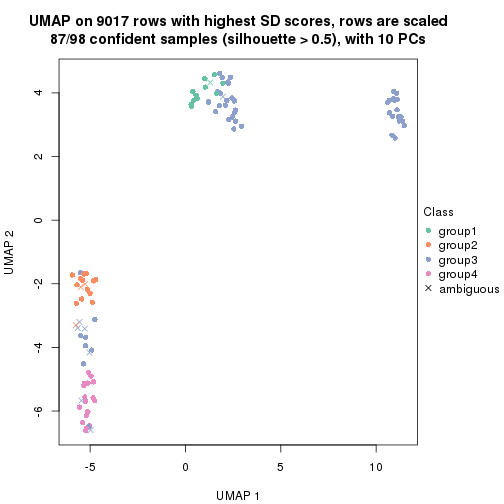 UMAP on 9017 rows with highest SD scores, rows are scaled
87/98 confident samples (silhouette > 0.5), with 10 PCs
4
2
0
-2
-4
-6
UMAP 2
-5
0
5
10
UMAP 1
Class
group1
group2
group3
group4
ambiguous